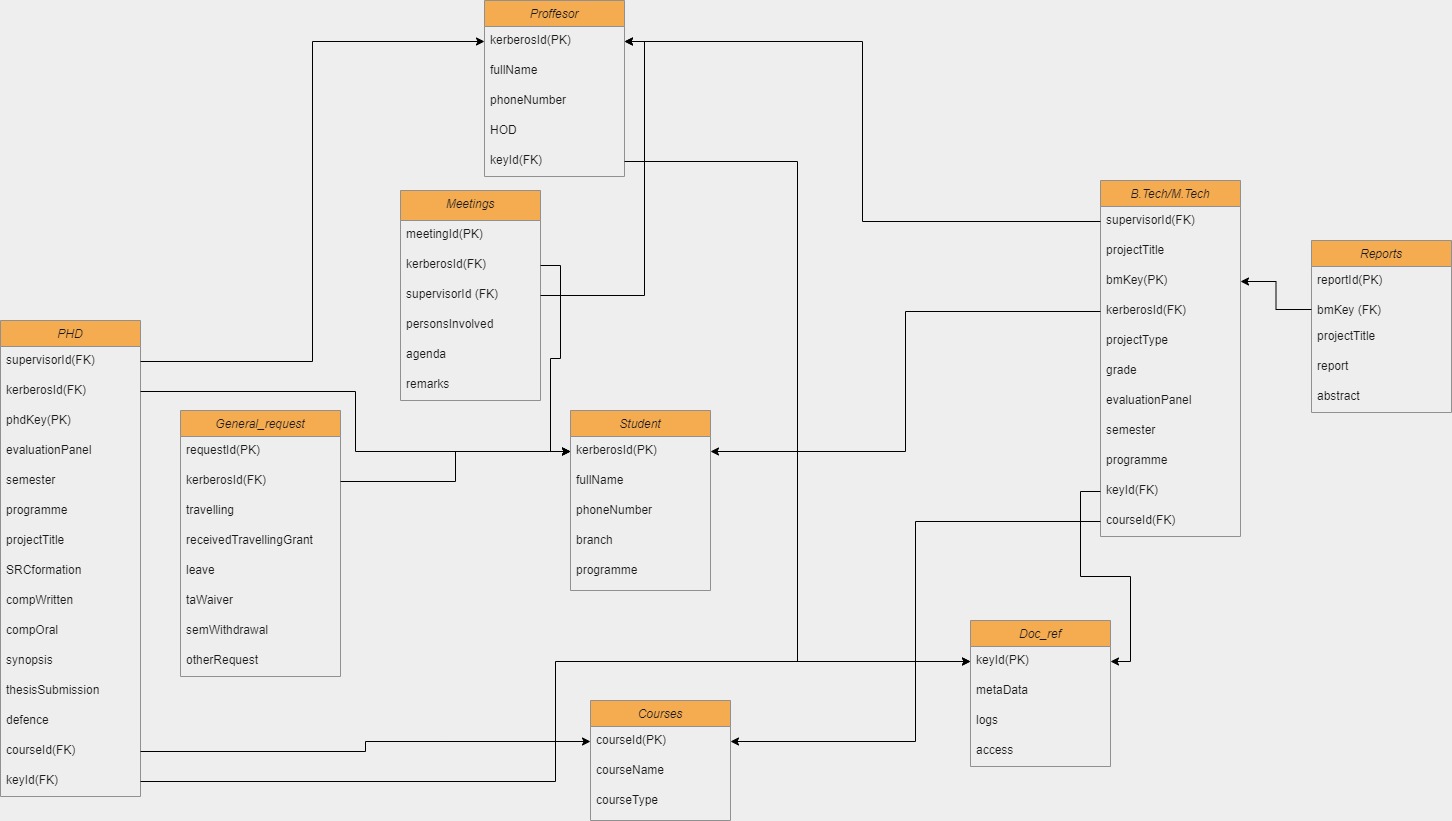 Proffesor
kerberosId(PK)
fullName
phoneNumber
HOD
keyId(FK)
Meetings
meetingId(PK)
kerberosId(FK)
supervisorId (FK)
personsInvolved
agenda
remarks
B.Tech/M.Tech
supervisorId(FK)
projectTitle
bmKey(PK)
kerberosId(FK)
projectType
grade
evaluationPanel
semester
programme
keyId(FK)
courseId(FK)
Reports
reportId(PK)
bmKey (FK)
projectTitle
report
abstract
PHD
supervisorId(FK)
kerberosId(FK)
phdKey(PK)
evaluationPanel
semester
programme
projectTitle
SRCformation
compWritten
compOral
synopsis
thesisSubmission
defence
courseId(FK)
keyId(FK)
General_request
requestId(PK)
kerberosId(FK)
travelling
receivedTravellingGrant
leave
taWaiver
semWithdrawal
otherRequest
Student
kerberosId(PK)
fullName
phoneNumber
branch
programme
Doc_ref
keyId(PK)
metaData
logs
access
Courses
courseId(PK)
courseName
courseType